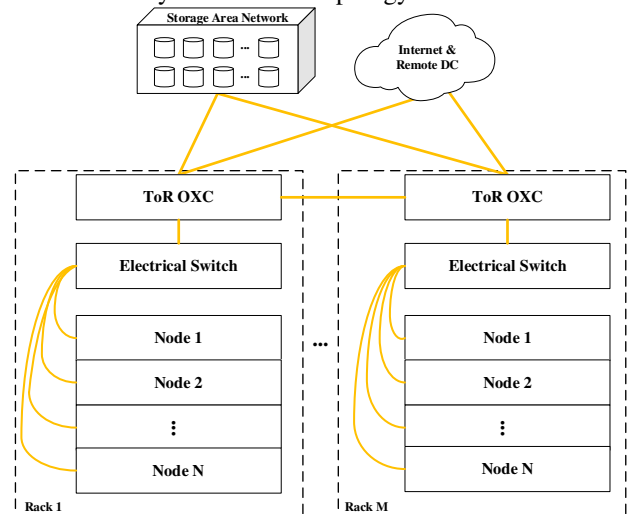 Storage Area Network
...
...
Internet &
Remote DC
ToR OXC
ToR OXC
Electrical Switch
Electrical Switch
Node 1
Node 2
⋮
Node N
...
Node 1
Node 2
⋮
Node N
Rack 1
Rack M